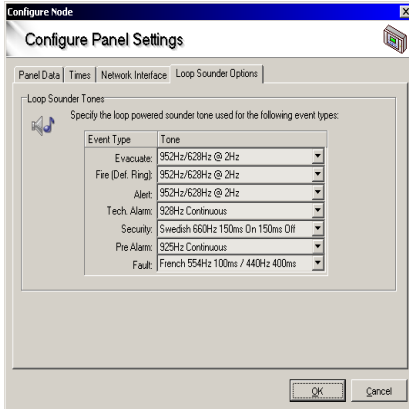 Configure Node
Configure Panel Settings
Panel Data Times Network Interface Loop Sounder Options
Loop Sounder Tones
Specify the loop powered sounder tone used for the following event types:
Event Type Tone
Evacuate: 952Hz/628Hz @ 2Hz
Fire (Def. Ring): 952Hz/628Hz @ 2Hz
Alert: 952Hz/628Hz @ 2Hz
Tech. Alarm: 928Hz Continuous
Security: Swedish 660Hz 150ms On 150ms Off
Pre Alarm: 925Hz Continuous
Fault: French 554Hz 100ms / 440Hz 400ms
OK Cancel